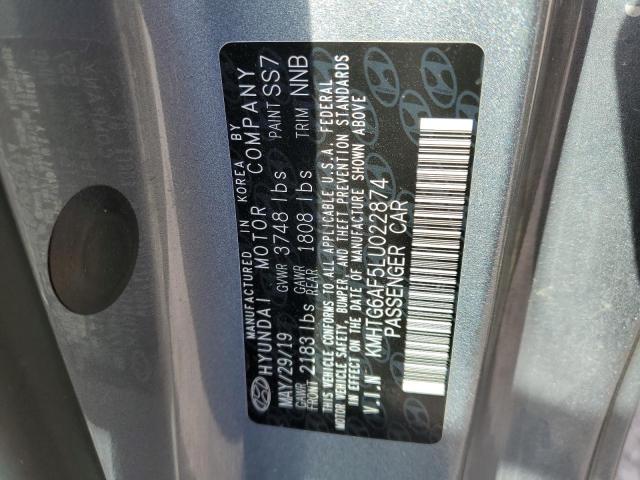 MANUFACTURED IN KOREA BY
HYUNDAI MOTOR COMPANY
MAY/29/19 GVWR 3748 lbs PAINT SS7
GAWR FRONT 2183 lbs GAWR REAR 1808 lbs TRIM NNB
THIS VEHICLE CONFORMS TO ALL APPLICABLE U.S.A. FEDERAL
MOTOR VEHICLE SAFETY, BUMPER, AND THEFT PREVENTION STANDARDS
IN EFFECT ON THE DATE OF MANUFACTURE SHOWN ABOVE
V.I.N KMHTG6AF5LU022874
PASSENGER CAR